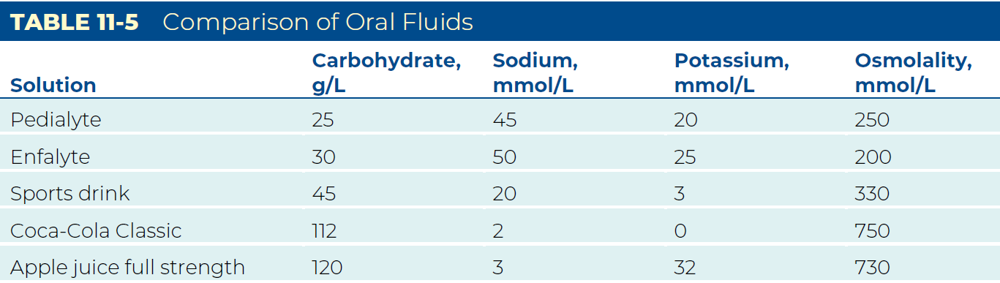 TABLE 11-5 Comparison of Oral Fluids
Solution Carbohydrate, g/L Sodium, mmol/L Potassium, mmol/L Osmolality, mmol/L
Pedialyte 25 45 20 250
Enfalyte 30 50 25 200
Sports drink 45 20 3 330
Coca-Cola Classic 112 2 0 750
Apple juice full strength 120 3 32 730